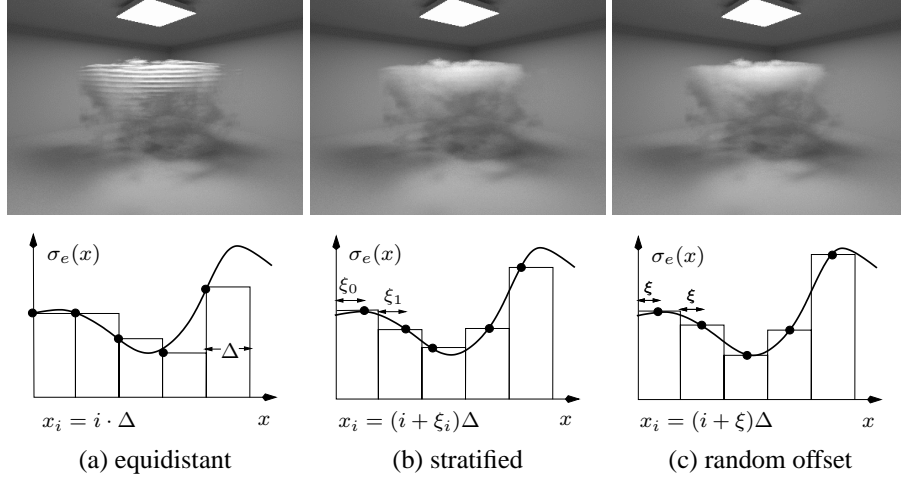 σₑ(x) σₑ(x) σₑ(x)
ξ₀ ξ₁ ξ ξ
Δ
xᵢ = i · Δ x xᵢ = (i + ξᵢ)Δ x xᵢ = (i + ξ)Δ x
(a) equidistant (b) stratified (c) random offset